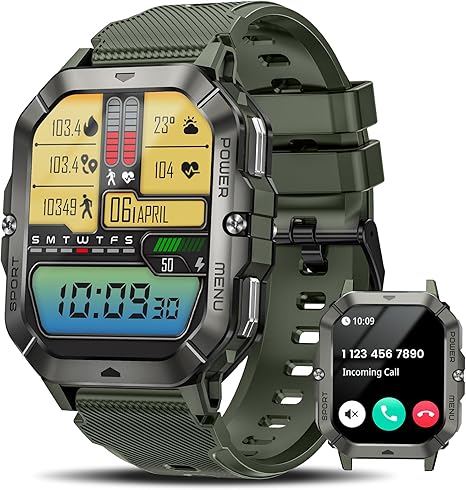 103.4
23°
103.4
104
10349
06 APRIL
SMTWTFS
50
10:09 30
POWER
MENU
SPORT
10:09
1 123 456 7890
Incoming Call
POWER
MENU
SPORT